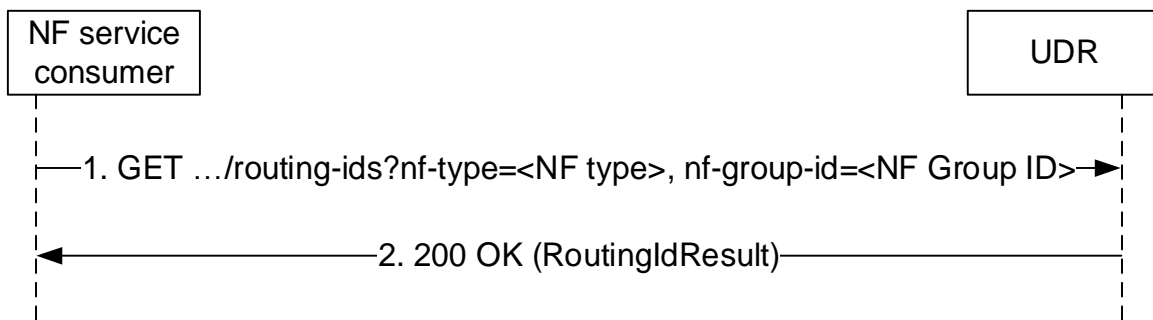 NF service
consumer
UDR
1. GET …/routing-ids?nf-type=<NF type>, nf-group-id=<NF Group ID>
2. 200 OK (RoutingIdResult)